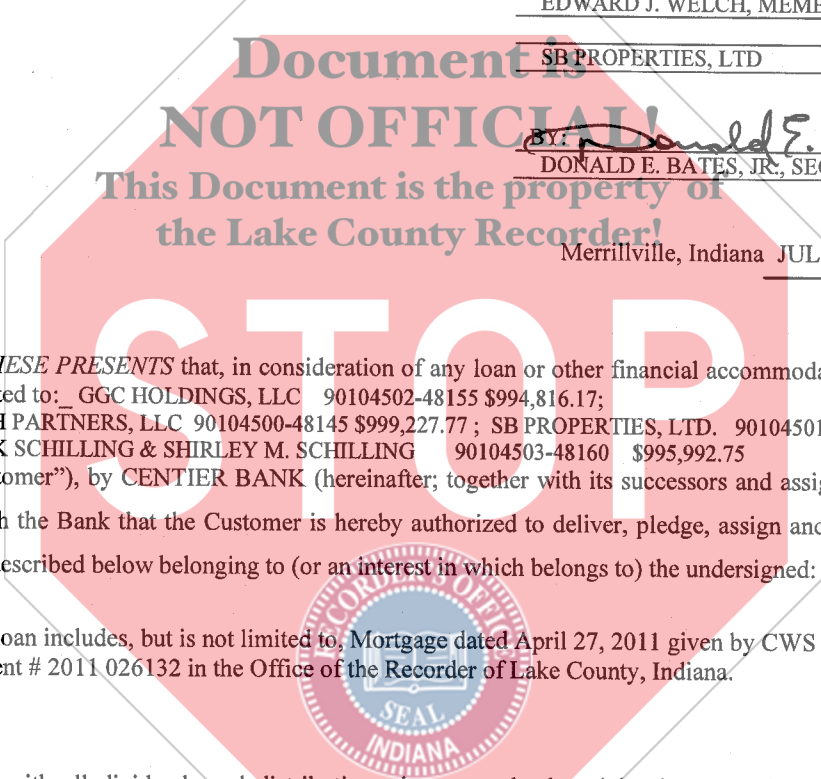 EDWARD J. WELCH, MEMBE
SB PROPERTIES, LTD
Document is
NOT OFFICIAL!
This Document is the property of
the Lake County Recorder!
BY: Donald E.
DONALD E. BATES, JR., SEC
Merrillville, Indiana JUL
STOP
HESE PRESENTS that, in consideration of any loan or other financial accommoda
ted to:_ GGC HOLDINGS, LLC 90104502-48155 $994,816.17;
H PARTNERS, LLC 90104500-48145 $999,227.77 ; SB PROPERTIES, LTD. 90104501
K SCHILLING & SHIRLEY M. SCHILLING 90104503-48160 $995,992.75
omer”), by CENTIER BANK (hereinafter; together with its successors and assig
h the Bank that the Customer is hereby authorized to deliver, pledge, assign and
escribed below belonging to (or an interest in which belongs to) the undersigned:
oan includes, but is not limited to, Mortgage dated April 27, 2011 given by CWS
ent # 2011 026132 in the Office of the Recorder of Lake County, Indiana.
RECORDER'S OFFICE
SEAL
INDIANA